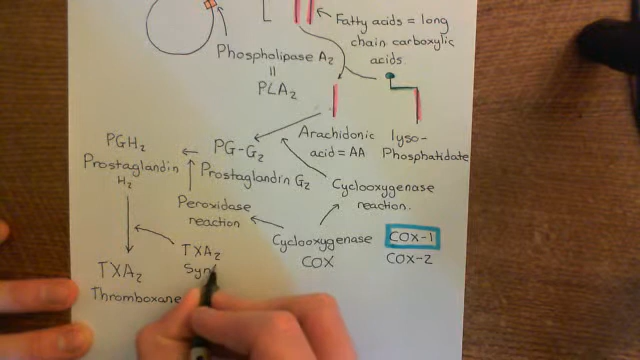 Fatty acids = long
chain carboxylic
acids.
Phospholipase A2
=
PLA2
Arachidonic
acid = AA
lyso-
Phosphatidate
PGH2
Prostaglandin
H2
PG-G2
Prostaglandin G2
Cyclooxygenase
reaction.
Peroxidase
reaction
Cyclooxygenase
COX
COX-1
COX-2
TXA2
Syn
TXA2
Thromboxane